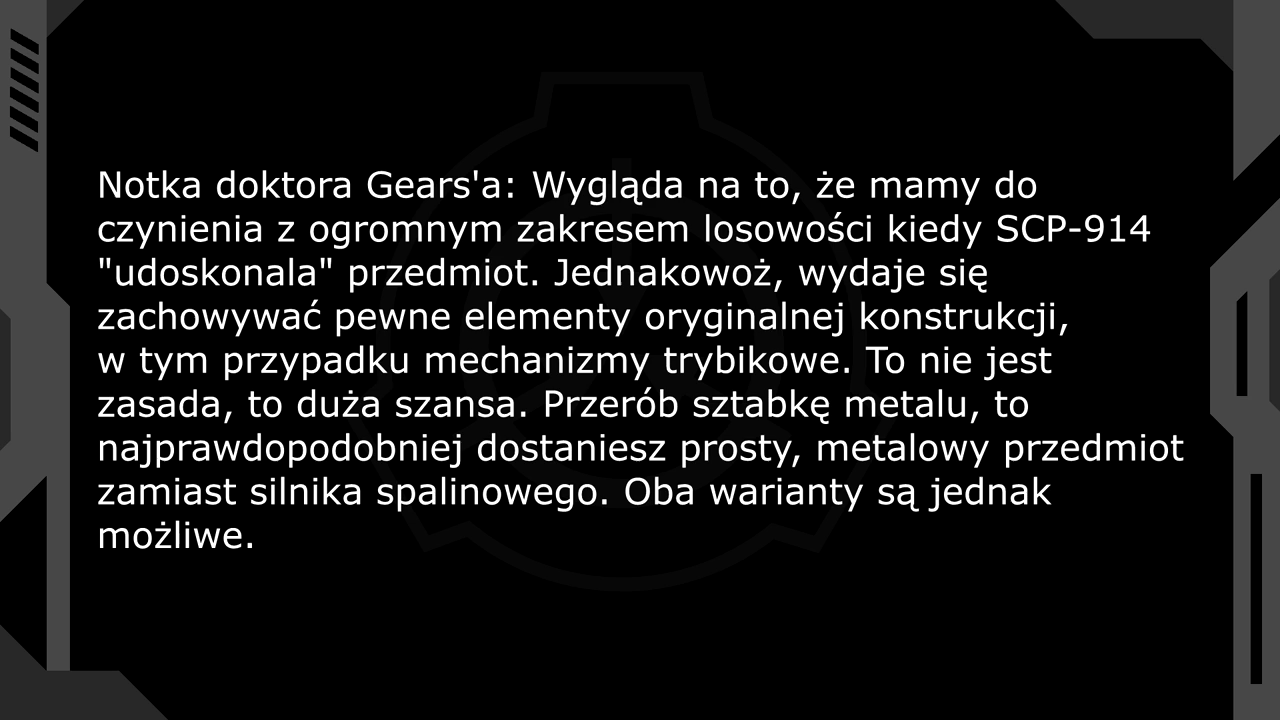 Notka doktora Gears'a: Wygląda na to, że mamy do
czynienia z ogromnym zakresem losowości kiedy SCP-914
"udoskonala" przedmiot. Jednakowoż, wydaje się
zachowywać pewne elementy oryginalnej konstrukcji,
w tym przypadku mechanizmy trybikowe. To nie jest
zasada, to duża szansa. Przerób sztabkę metalu, to
najprawdopodobniej dostaniesz prosty, metalowy przedmiot
zamiast silnika spalinowego. Oba warianty są jednak
możliwe.